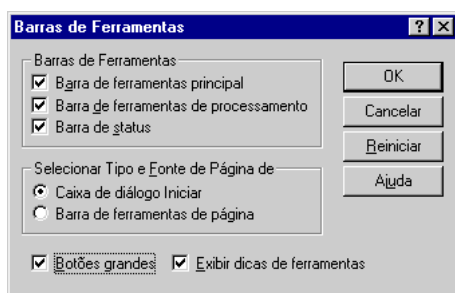 Barras de Ferramentas
Barras de Ferramentas
Barra de ferramentas principal
Barra de ferramentas de processamento
Barra de status
Selecionar Tipo e Fonte de Página de
Caixa de diálogo Iniciar
Barra de ferramentas de página
Botões grandes Exibir dicas de ferramentas
OK
Cancelar
Reiniciar
Ajuda